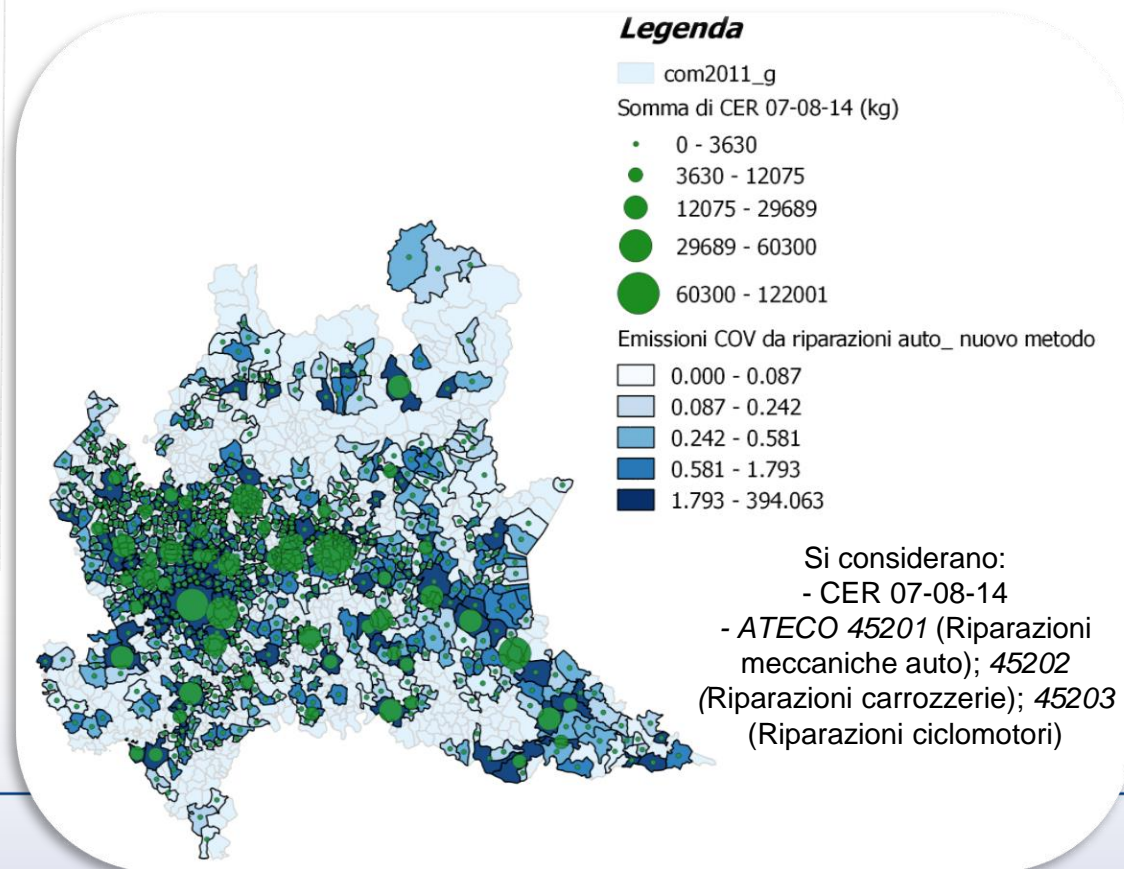 Legenda
com2011_g
Somma di CER 07-08-14 (kg)
0 - 3630
3630 - 12075
12075 - 29689
29689 - 60300
60300 - 122001
Emissioni COV da riparazioni auto_ nuovo metodo
0.000 - 0.087
0.087 - 0.242
0.242 - 0.581
0.581 - 1.793
1.793 - 394.063
Si considerano:
- CER 07-08-14
- ATECO 45201 (Riparazioni
meccaniche auto); 45202
(Riparazioni carrozzerie); 45203
(Riparazioni ciclomotori)